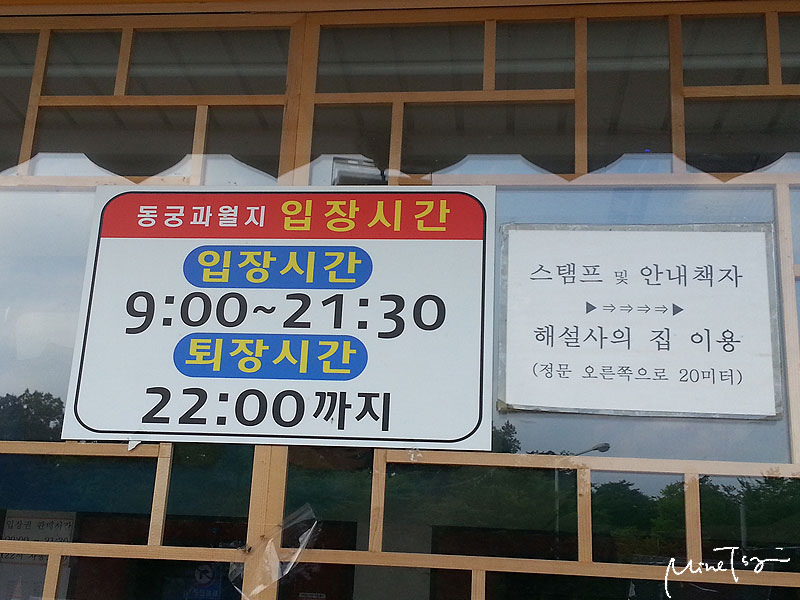 동궁과월지 입장시간
입장시간
9:00~21:30
퇴장시간
22:00까지
스탬프 및 안내책자
▶⇒⇒⇒⇒▶
해설사의 집 이용
(정문 오른쪽으로 20미터)